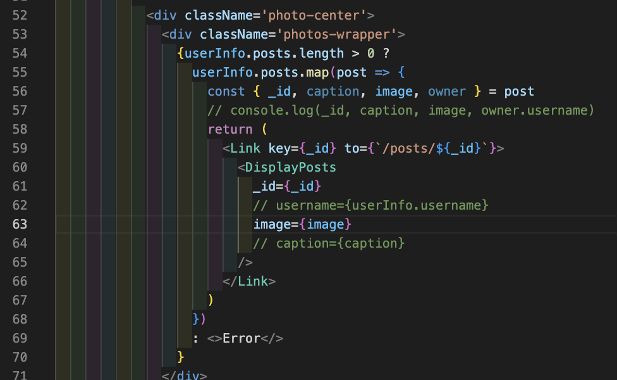 52 <div className='photo-center'>
53 <div className='photos-wrapper'>
54 {userInfo.posts.length > 0 ?
55 userInfo.posts.map(post => {
56 const { _id, caption, image, owner } = post
57 // console.log(_id, caption, image, owner.username)
58 return (
59 <Link key={_id} to={`/posts/${_id}`}>
60 <DisplayPosts
61 _id={_id}
62 // username={userInfo.username}
63 image={image}
64 // caption={caption}
65 />
66 </Link>
67 )
68 })
69 : <>Error</>
70 }
71 </div>